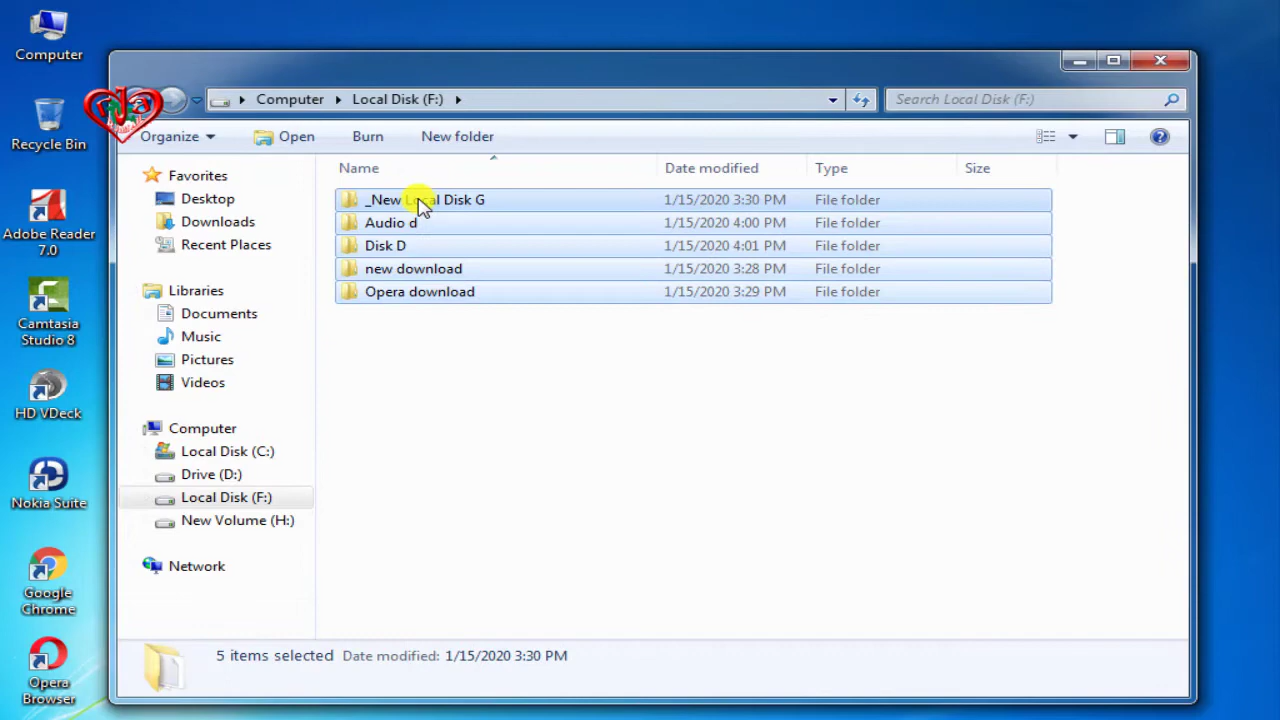 Computer
Recycle Bin
Adobe Reader
7.0
Camtasia
Studio 8
HD VDeck
Nokia Suite
Google
Chrome
Opera
Browser
Computer Local Disk (F:)
Search Local Disk (F:)
Organize Open Burn New folder
Favorites
Desktop
Downloads
Recent Places
Libraries
Documents
Music
Pictures
Videos
Computer
Local Disk (C:)
Drive (D:)
Local Disk (F:)
New Volume (H:)
Network
Name Date modified Type Size
_New Local Disk G 1/15/2020 3:30 PM File folder
Audio d 1/15/2020 4:00 PM File folder
Disk D 1/15/2020 4:01 PM File folder
new download 1/15/2020 3:28 PM File folder
Opera download 1/15/2020 3:29 PM File folder
5 items selected Date modified: 1/15/2020 3:30 PM